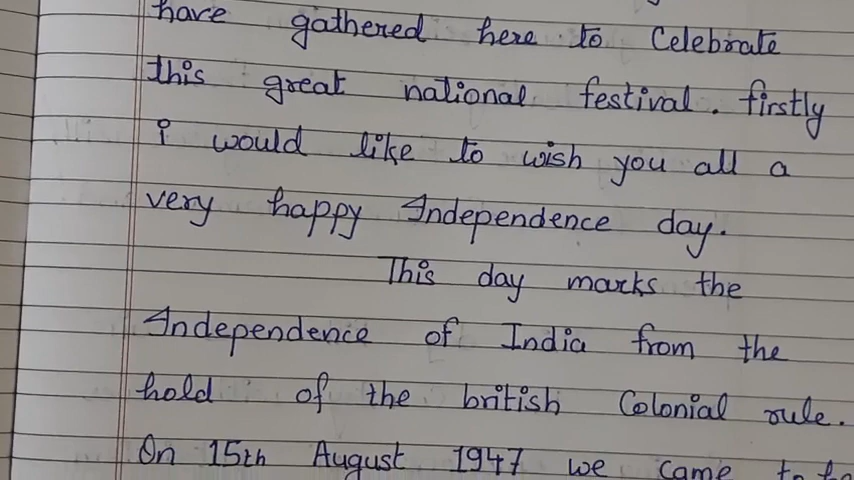 have gathered here to Celebrate
this great national festival. firstly
i would like to wish you all a
very happy Independence day.
This day marks the
Independence of India from the
hold of the british Colonial rule.
On 15th August 1947 we came to